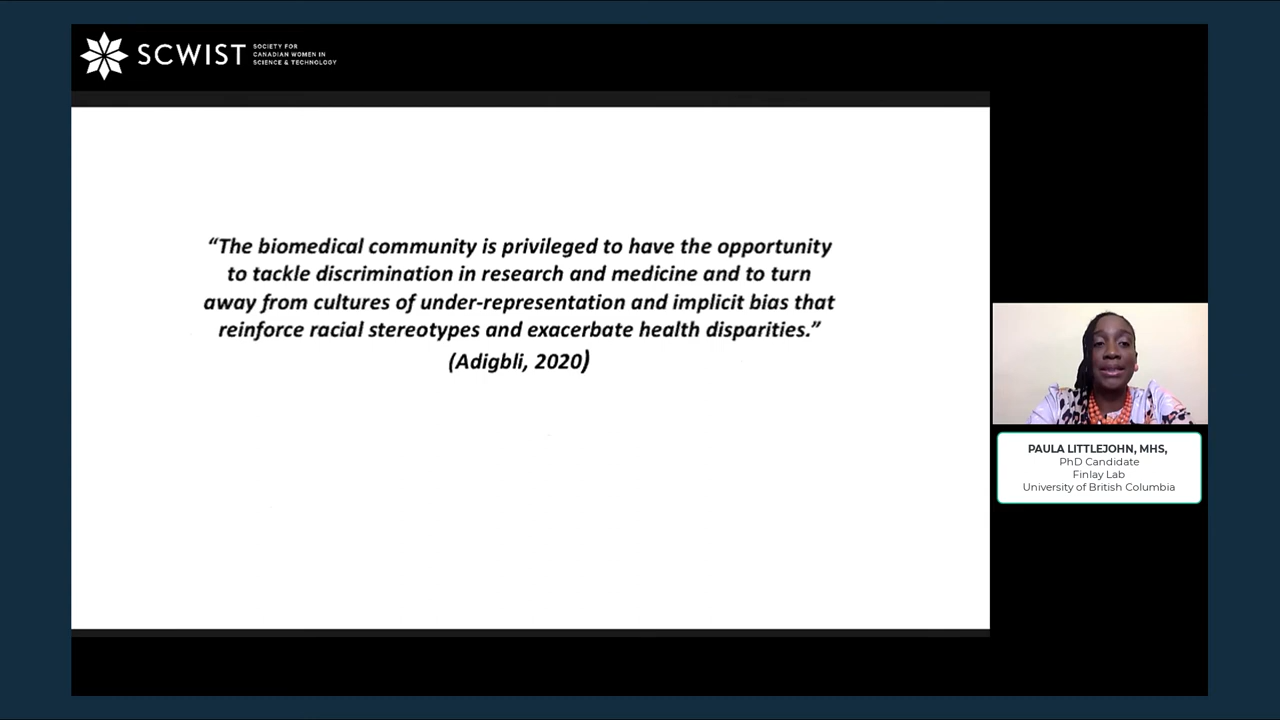 SCWIST
SOCIETY FOR
CANADIAN WOMEN IN
SCIENCE & TECHNOLOGY
“The biomedical community is privileged to have the opportunity
to tackle discrimination in research and medicine and to turn
away from cultures of under-representation and implicit bias that
reinforce racial stereotypes and exacerbate health disparities.”
(Adigbli, 2020)
PAULA LITTLEJOHN, MHS,
PhD Candidate
Finlay Lab
University of British Columbia